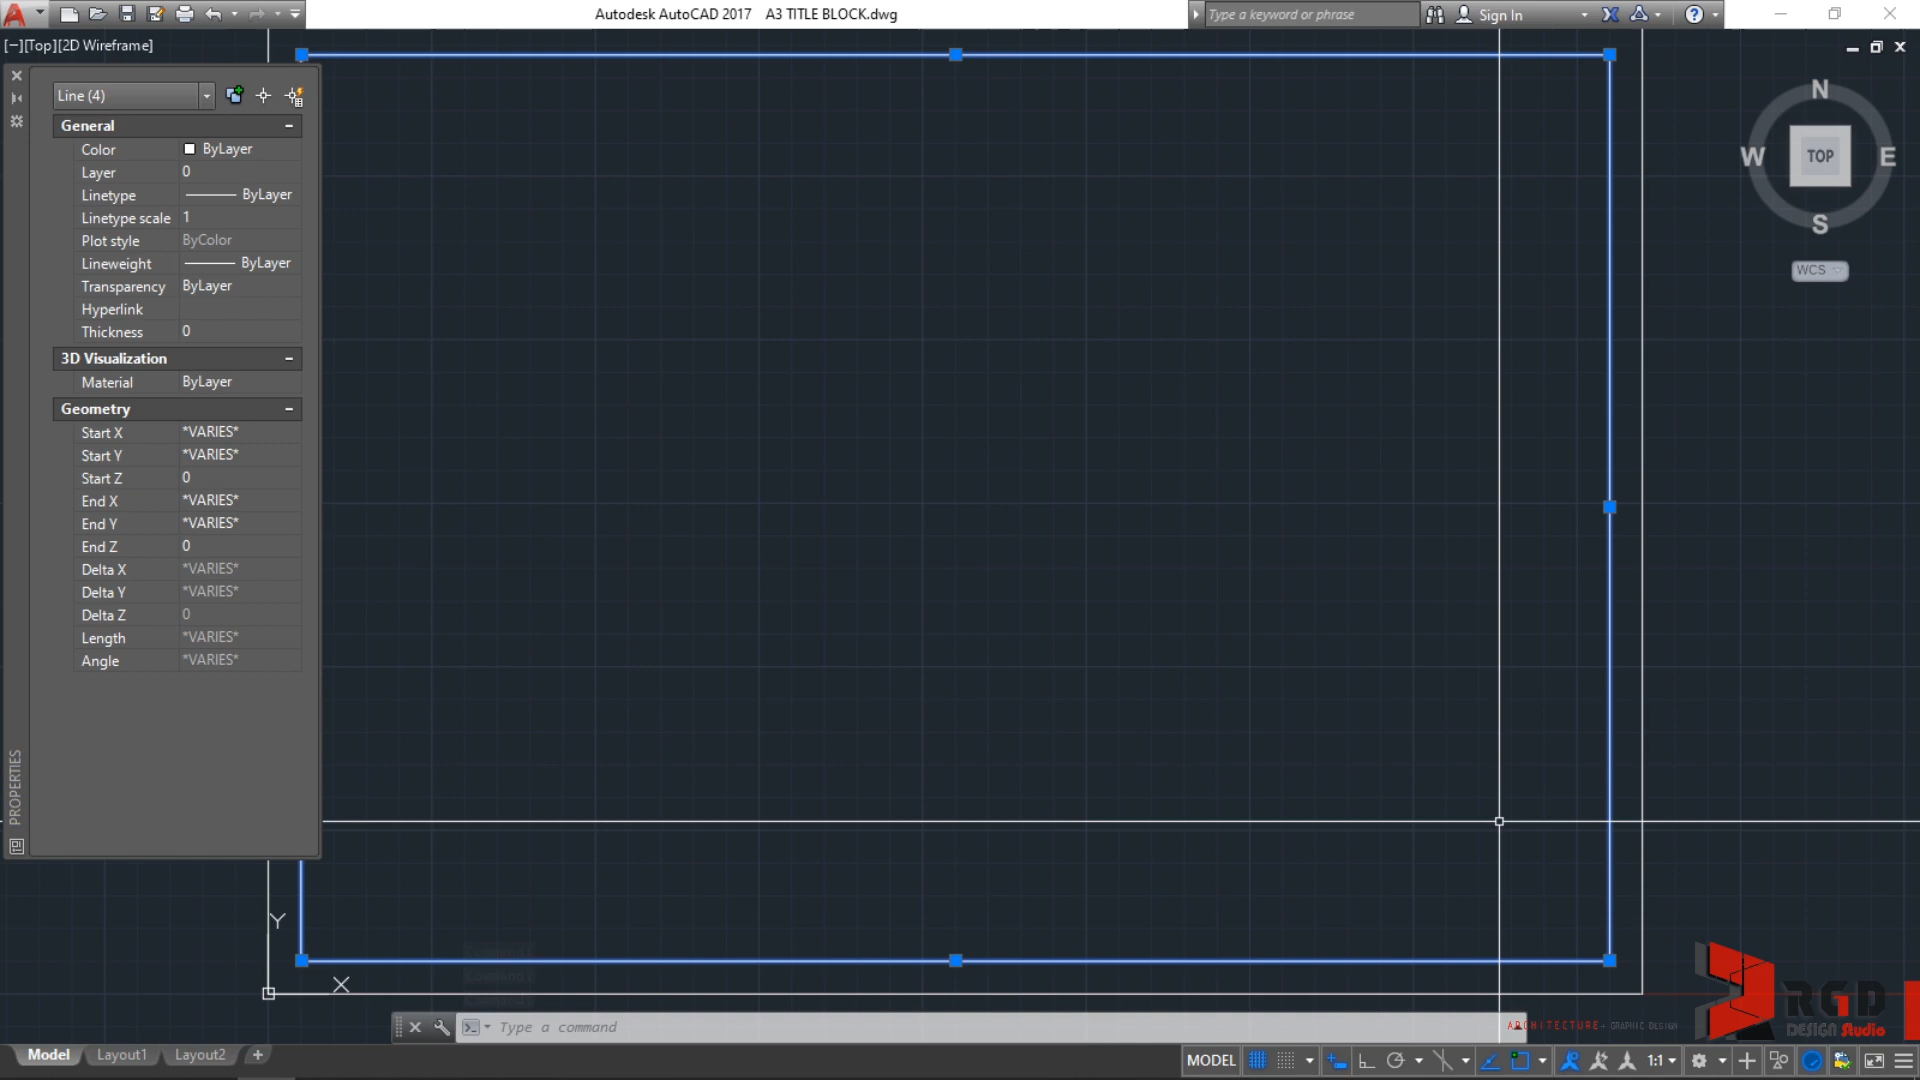 Autodesk AutoCAD 2017 A3 TITLE BLOCK.dwg
Type a keyword or phrase
Sign In
[−][Top][2D Wireframe]
Line (4)
General
Color ByLayer
Layer 0
Linetype ByLayer
Linetype scale 1
Plot style ByColor
Lineweight ByLayer
Transparency ByLayer
Hyperlink
Thickness 0
3D Visualization
Material ByLayer
Geometry
Start X *VARIES*
Start Y *VARIES*
Start Z 0
End X *VARIES*
End Y *VARIES*
End Z 0
Delta X *VARIES*
Delta Y *VARIES*
Delta Z 0
Length *VARIES*
Angle *VARIES*
PROPERTIES
N
W TOP E
S
WCS
Y
X
Type a command
ARCHITECTURE + GRAPHIC DESIGN
RGD
DESIGN Studio
Model Layout1 Layout2 +
MODEL 1:1